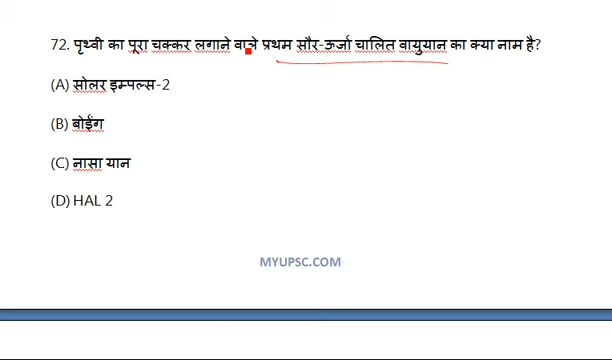 72. पृथ्वी का पूरा चक्कर लगाने वाले प्रथम सौर-ऊर्जा चालित वायुयान का क्या नाम है?
(A) सोलर इम्पल्स-2
(B) बोईंग
(C) नासा यान
(D) HAL 2
MYUPSC.COM